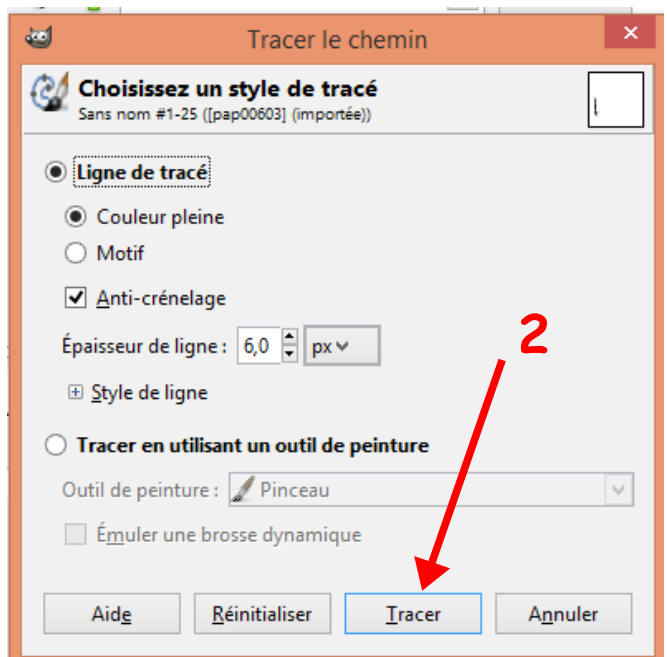 Tracer le chemin
Choisissez un style de tracé
Sans nom #1-25 ([pap00603] (importée))
Ligne de tracé
Couleur pleine
Motif
Anti-crénelage
Épaisseur de ligne : 6,0 px
2
Style de ligne
Tracer en utilisant un outil de peinture
Outil de peinture : Pinceau
Émuler une brosse dynamique
Aide Réinitialiser Tracer Annuler